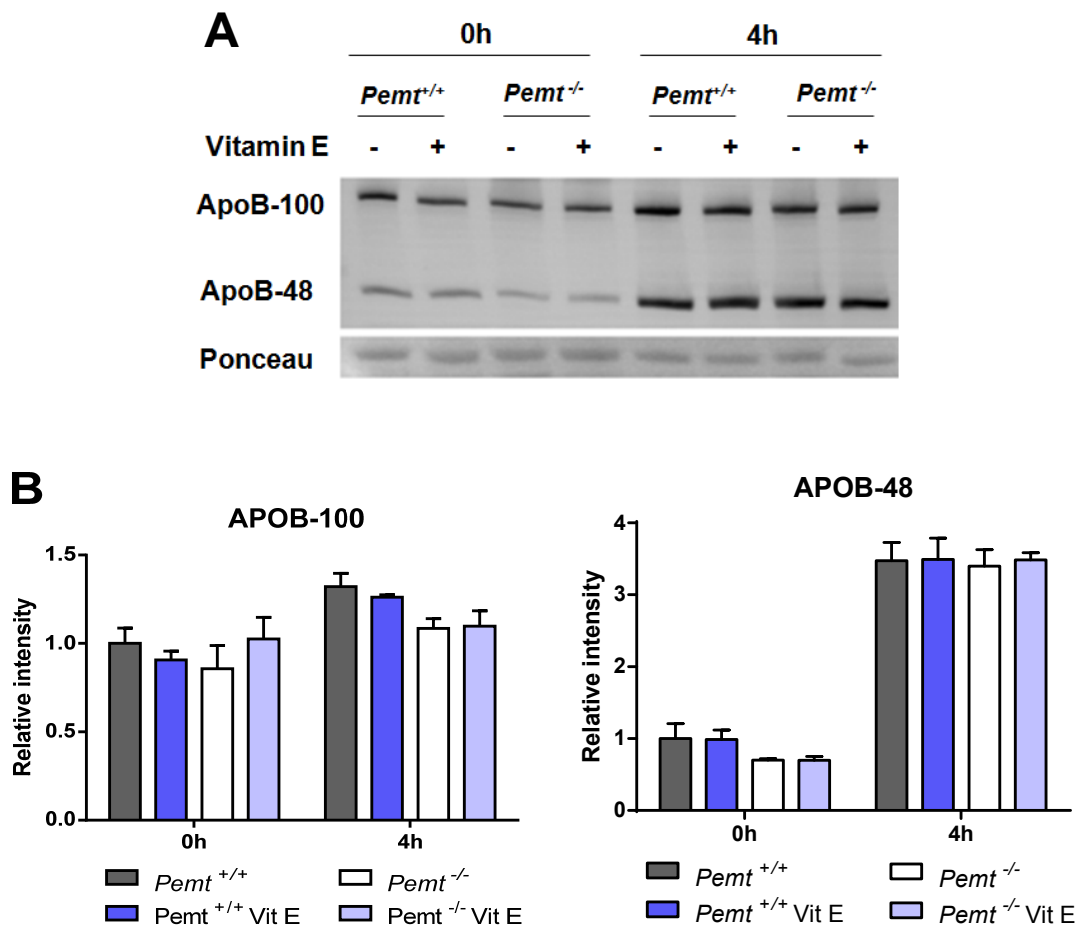 A
0h 4h
Pemt+/+ Pemt-/- Pemt+/+ Pemt-/-
Vitamin E - + - + - + - +
ApoB-100
ApoB-48
Ponceau
B
APOB-100
Relative intensity
1.5
1.0
0.5
0.0
0h 4h
Pemt +/+ Pemt -/-
Pemt +/+ Vit E Pemt -/- Vit E
APOB-48
Relative intensity
4
3
2
1
0
0h 4h
Pemt +/+ Pemt -/-
Pemt +/+ Vit E Pemt -/- Vit E